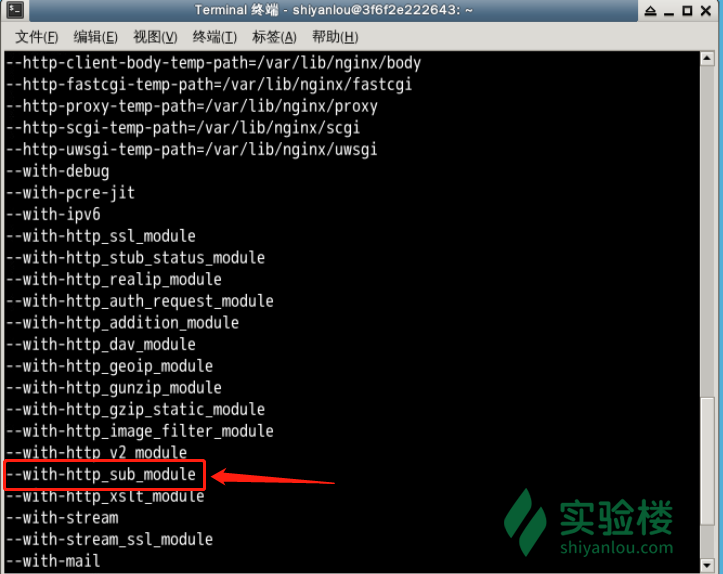 Terminal 终端 - shiyanlou@3f6f2e222643: ~
文件(F) 编辑(E) 视图(V) 终端(T) 标签(A) 帮助(H)
--http-client-body-temp-path=/var/lib/nginx/body
--http-fastcgi-temp-path=/var/lib/nginx/fastcgi
--http-proxy-temp-path=/var/lib/nginx/proxy
--http-scgi-temp-path=/var/lib/nginx/scgi
--http-uwsgi-temp-path=/var/lib/nginx/uwsgi
--with-debug
--with-pcre-jit
--with-ipv6
--with-http_ssl_module
--with-http_stub_status_module
--with-http_realip_module
--with-http_auth_request_module
--with-http_addition_module
--with-http_dav_module
--with-http_geoip_module
--with-http_gunzip_module
--with-http_gzip_static_module
--with-http_image_filter_module
--with-http_v2_module
--with-http_sub_module
--with-http_xslt_module
--with-stream
--with-stream_ssl_module
--with-mail
实验楼
shiyanlou.com